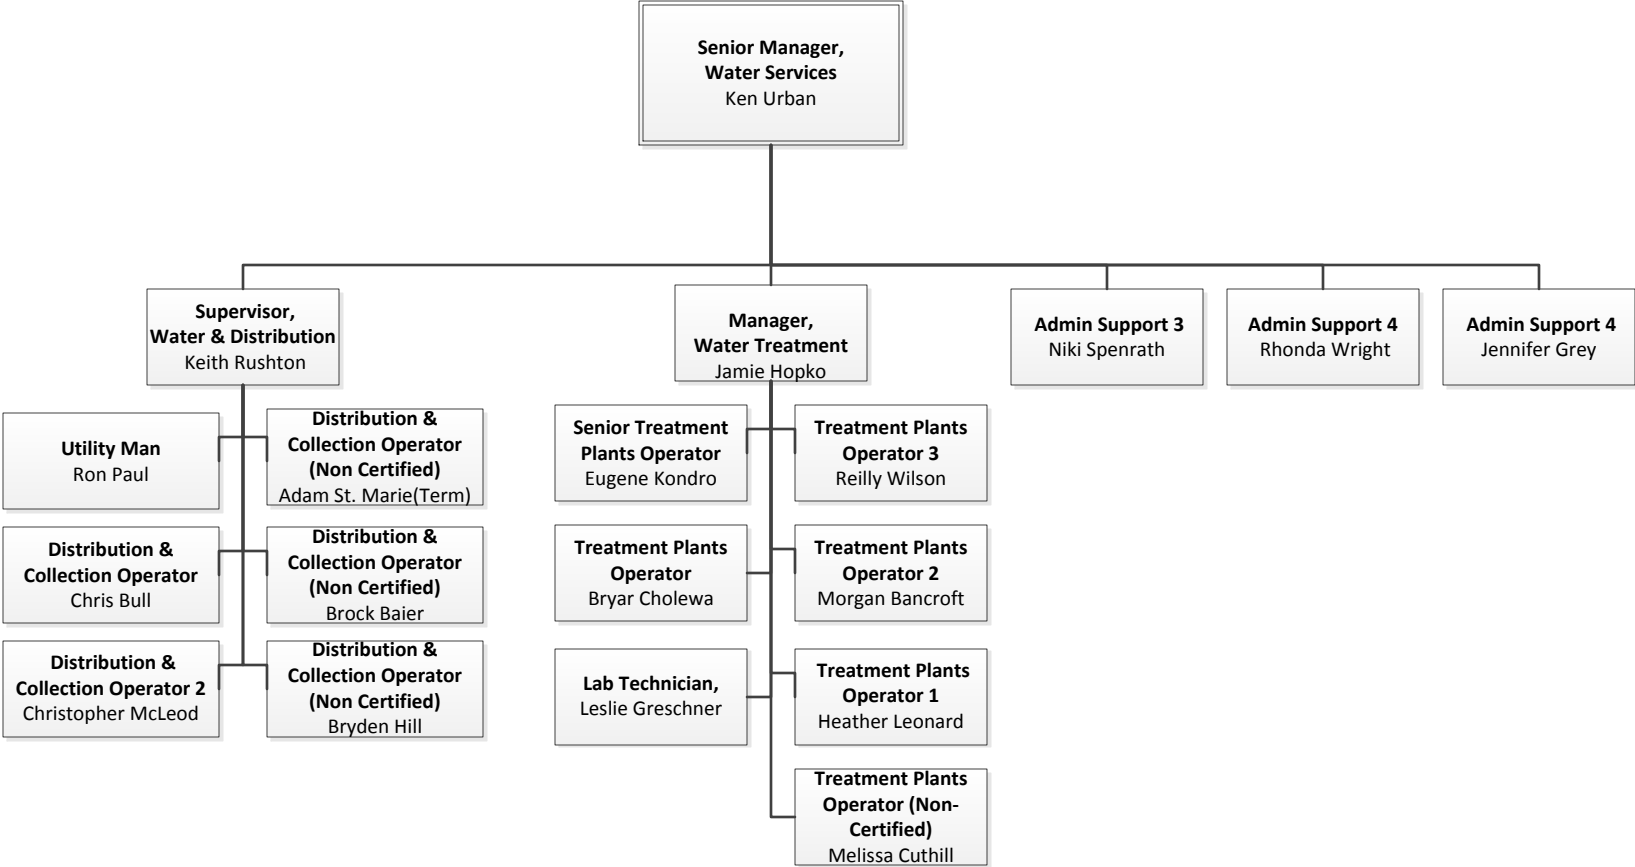 Senior Manager,
Water Services
Ken Urban
Supervisor,
Water & Distribution
Keith Rushton
Manager,
Water Treatment
Jamie Hopko
Admin Support 3
Niki Spenrath
Admin Support 4
Rhonda Wright
Admin Support 4
Jennifer Grey
Utility Man
Ron Paul
Distribution &
Collection Operator
(Non Certified)
Adam St. Marie(Term)
Distribution &
Collection Operator
Chris Bull
Distribution &
Collection Operator
(Non Certified)
Brock Baier
Distribution &
Collection Operator 2
Christopher McLeod
Distribution &
Collection Operator
(Non Certified)
Bryden Hill
Senior Treatment
Plants Operator
Eugene Kondro
Treatment Plants
Operator 3
Reilly Wilson
Treatment Plants
Operator
Bryar Cholewa
Treatment Plants
Operator 2
Morgan Bancroft
Lab Technician,
Leslie Greschner
Treatment Plants
Operator 1
Heather Leonard
Treatment Plants
Operator (Non-
Certified)
Melissa Cuthill